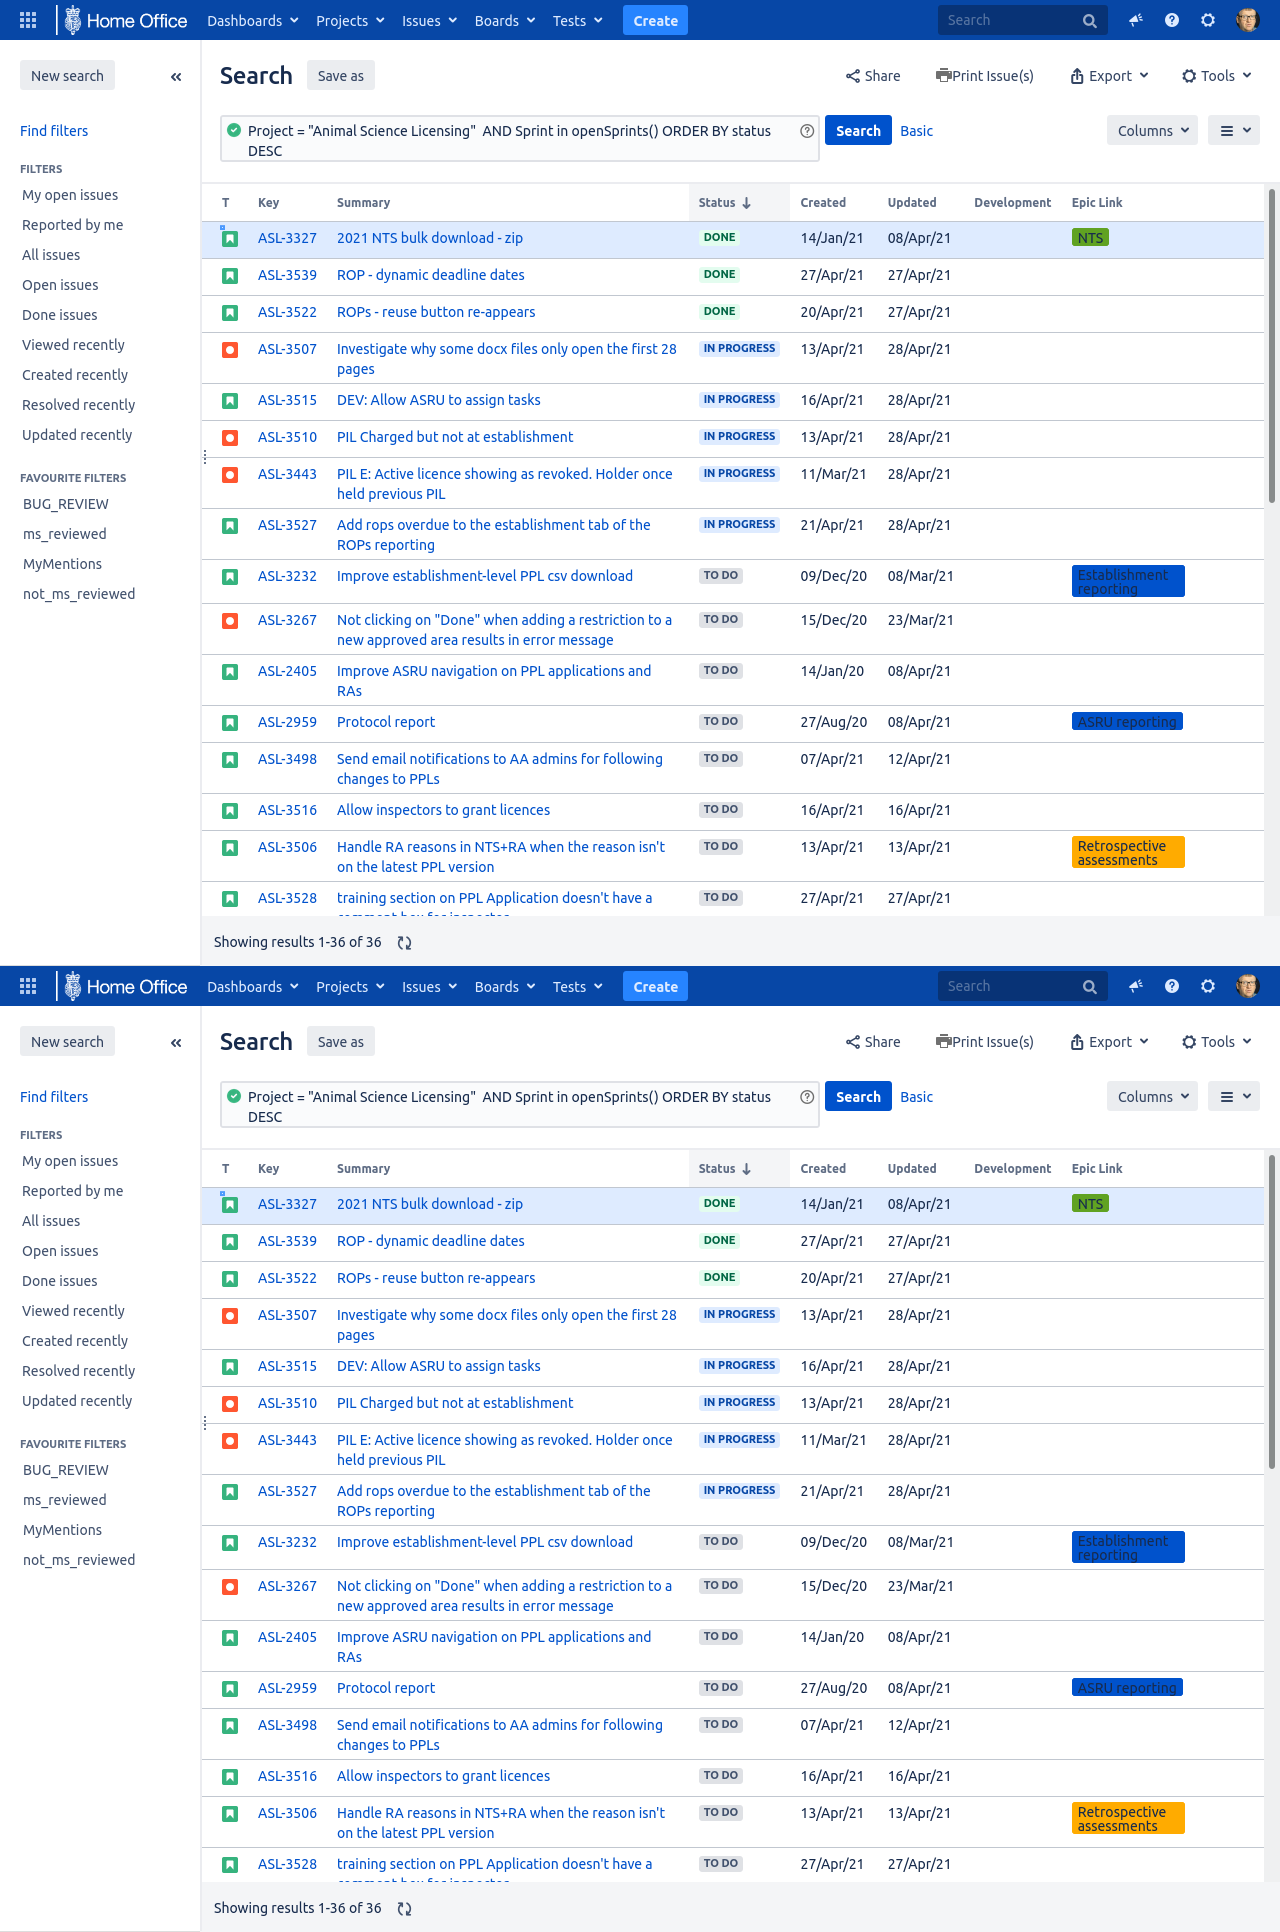 Home Office Dashboards Projects Issues Boards Tests Create Search
New search
Search Save as Share Print Issue(s) Export Tools
Find filters
Project = "Animal Science Licensing"  AND Sprint in openSprints() ORDER BY status
DESC
Search Basic Columns
FILTERS
My open issues
Reported by me
All issues
Open issues
Done issues
Viewed recently
Created recently
Resolved recently
Updated recently
FAVOURITE FILTERS
BUG_REVIEW
ms_reviewed
MyMentions
not_ms_reviewed
T Key Summary Status Created Updated Development Epic Link
ASL-3327 2021 NTS bulk download - zip DONE 14/Jan/21 08/Apr/21 NTS
ASL-3539 ROP - dynamic deadline dates DONE 27/Apr/21 27/Apr/21
ASL-3522 ROPs - reuse button re-appears DONE 20/Apr/21 27/Apr/21
ASL-3507 Investigate why some docx files only open the first 28 IN PROGRESS 13/Apr/21 28/Apr/21
pages
ASL-3515 DEV: Allow ASRU to assign tasks IN PROGRESS 16/Apr/21 28/Apr/21
ASL-3510 PIL Charged but not at establishment IN PROGRESS 13/Apr/21 28/Apr/21
ASL-3443 PIL E: Active licence showing as revoked. Holder once IN PROGRESS 11/Mar/21 28/Apr/21
held previous PIL
ASL-3527 Add rops overdue to the establishment tab of the IN PROGRESS 21/Apr/21 28/Apr/21
ROPs reporting
ASL-3232 Improve establishment-level PPL csv download TO DO 09/Dec/20 08/Mar/21 Establishment
reporting
ASL-3267 Not clicking on "Done" when adding a restriction to a TO DO 15/Dec/20 23/Mar/21
new approved area results in error message
ASL-2405 Improve ASRU navigation on PPL applications and TO DO 14/Jan/20 08/Apr/21
RAs
ASL-2959 Protocol report TO DO 27/Aug/20 08/Apr/21 ASRU reporting
ASL-3498 Send email notifications to AA admins for following TO DO 07/Apr/21 12/Apr/21
changes to PPLs
ASL-3516 Allow inspectors to grant licences TO DO 16/Apr/21 16/Apr/21
ASL-3506 Handle RA reasons in NTS+RA when the reason isn't TO DO 13/Apr/21 13/Apr/21 Retrospective
on the latest PPL version assessments
ASL-3528 training section on PPL Application doesn't have a TO DO 27/Apr/21 27/Apr/21
Showing results 1-36 of 36
Home Office Dashboards Projects Issues Boards Tests Create Search
New search
Search Save as Share Print Issue(s) Export Tools
Find filters
Project = "Animal Science Licensing"  AND Sprint in openSprints() ORDER BY status
DESC
Search Basic Columns
FILTERS
My open issues
Reported by me
All issues
Open issues
Done issues
Viewed recently
Created recently
Resolved recently
Updated recently
FAVOURITE FILTERS
BUG_REVIEW
ms_reviewed
MyMentions
not_ms_reviewed
T Key Summary Status Created Updated Development Epic Link
ASL-3327 2021 NTS bulk download - zip DONE 14/Jan/21 08/Apr/21 NTS
ASL-3539 ROP - dynamic deadline dates DONE 27/Apr/21 27/Apr/21
ASL-3522 ROPs - reuse button re-appears DONE 20/Apr/21 27/Apr/21
ASL-3507 Investigate why some docx files only open the first 28 IN PROGRESS 13/Apr/21 28/Apr/21
pages
ASL-3515 DEV: Allow ASRU to assign tasks IN PROGRESS 16/Apr/21 28/Apr/21
ASL-3510 PIL Charged but not at establishment IN PROGRESS 13/Apr/21 28/Apr/21
ASL-3443 PIL E: Active licence showing as revoked. Holder once IN PROGRESS 11/Mar/21 28/Apr/21
held previous PIL
ASL-3527 Add rops overdue to the establishment tab of the IN PROGRESS 21/Apr/21 28/Apr/21
ROPs reporting
ASL-3232 Improve establishment-level PPL csv download TO DO 09/Dec/20 08/Mar/21 Establishment
reporting
ASL-3267 Not clicking on "Done" when adding a restriction to a TO DO 15/Dec/20 23/Mar/21
new approved area results in error message
ASL-2405 Improve ASRU navigation on PPL applications and TO DO 14/Jan/20 08/Apr/21
RAs
ASL-2959 Protocol report TO DO 27/Aug/20 08/Apr/21 ASRU reporting
ASL-3498 Send email notifications to AA admins for following TO DO 07/Apr/21 12/Apr/21
changes to PPLs
ASL-3516 Allow inspectors to grant licences TO DO 16/Apr/21 16/Apr/21
ASL-3506 Handle RA reasons in NTS+RA when the reason isn't TO DO 13/Apr/21 13/Apr/21 Retrospective
on the latest PPL version assessments
ASL-3528 training section on PPL Application doesn't have a TO DO 27/Apr/21 27/Apr/21
Showing results 1-36 of 36